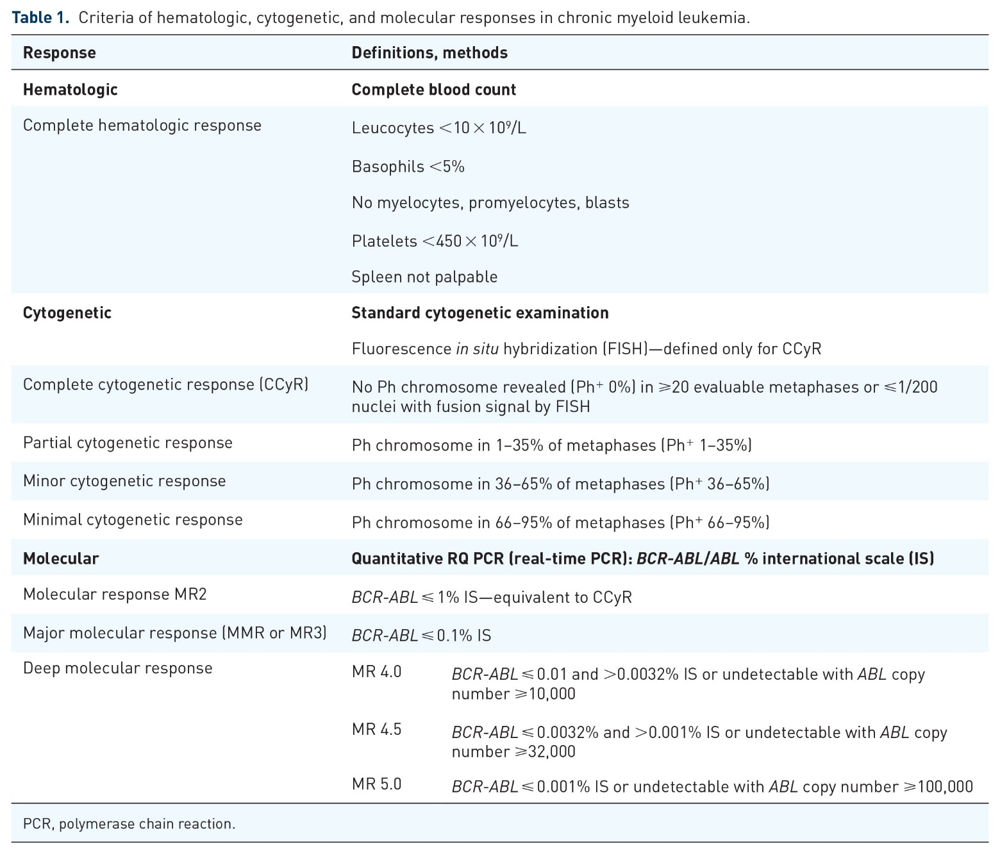 Table 1. Criteria of hematologic, cytogenetic, and molecular responses in chronic myeloid leukemia.
Response Definitions, methods
Hematologic Complete blood count
Complete hematologic response Leucocytes <10 × 10⁹/L
Basophils <5%
No myelocytes, promyelocytes, blasts
Platelets <450 × 10⁹/L
Spleen not palpable
Cytogenetic Standard cytogenetic examination
Fluorescence in situ hybridization (FISH)—defined only for CCyR
Complete cytogenetic response (CCyR) No Ph chromosome revealed (Ph⁺ 0%) in ⩾20 evaluable metaphases or ⩽1/200
nuclei with fusion signal by FISH
Partial cytogenetic response Ph chromosome in 1–35% of metaphases (Ph⁺ 1–35%)
Minor cytogenetic response Ph chromosome in 36–65% of metaphases (Ph⁺ 36–65%)
Minimal cytogenetic response Ph chromosome in 66–95% of metaphases (Ph⁺ 66–95%)
Molecular Quantitative RQ PCR (real-time PCR): BCR-ABL/ABL % international scale (IS)
Molecular response MR2 BCR-ABL ⩽ 1% IS—equivalent to CCyR
Major molecular response (MMR or MR3) BCR-ABL ⩽ 0.1% IS
Deep molecular response MR 4.0 BCR-ABL ⩽ 0.01 and >0.0032% IS or undetectable with ABL copy
number ⩾10,000
MR 4.5 BCR-ABL ⩽ 0.0032% and >0.001% IS or undetectable with ABL copy
number ⩾32,000
MR 5.0 BCR-ABL ⩽ 0.001% IS or undetectable with ABL copy number ⩾100,000
PCR, polymerase chain reaction.